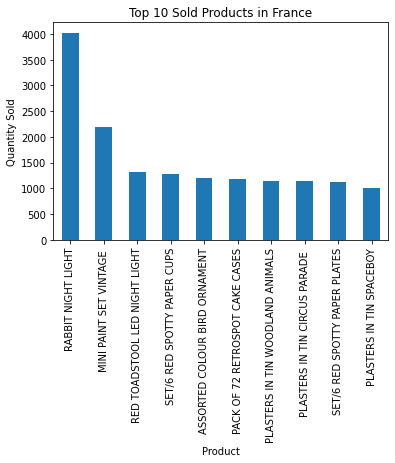 Top 10 Sold Products in France
Quantity Sold
4000
3500
3000
2500
2000
1500
1000
500
0
RABBIT NIGHT LIGHT
MINI PAINT SET VINTAGE
RED TOADSTOOL LED NIGHT LIGHT
SET/6 RED SPOTTY PAPER CUPS
ASSORTED COLOUR BIRD ORNAMENT
PACK OF 72 RETROSPOT CAKE CASES
PLASTERS IN TIN WOODLAND ANIMALS
PLASTERS IN TIN CIRCUS PARADE
SET/6 RED SPOTTY PAPER PLATES
PLASTERS IN TIN SPACEBOY
Product